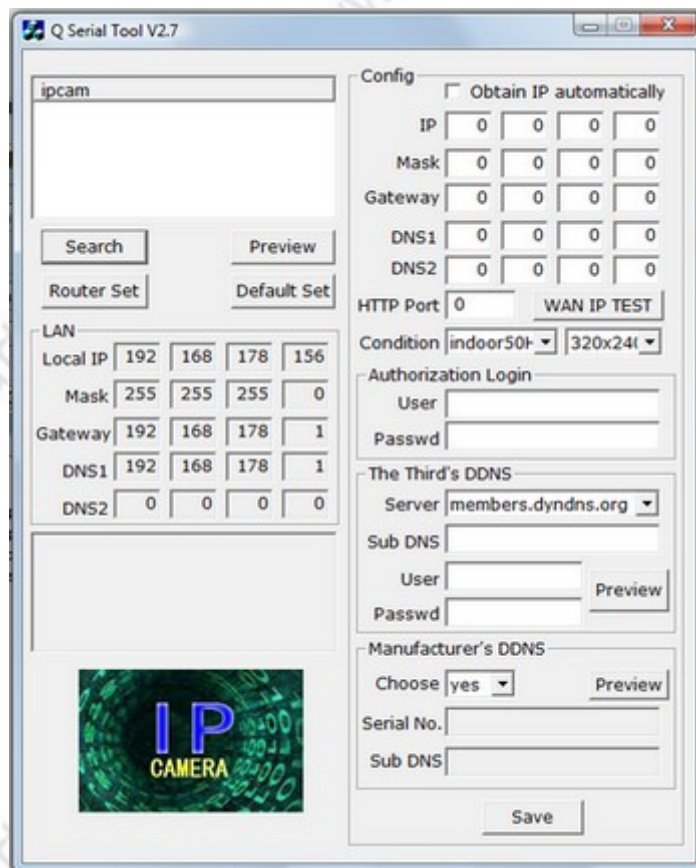 Q Serial Tool V2.7
ipcam
Search
Preview
Router Set
Default Set
LAN
Local IP 192 168 178 156
Mask 255 255 255 0
Gateway 192 168 178 1
DNS1 192 168 178 1
DNS2 0 0 0 0
IP
CAMERA
Config
Obtain IP automatically
IP 0 0 0 0
Mask 0 0 0 0
Gateway 0 0 0 0
DNS1 0 0 0 0
DNS2 0 0 0 0
HTTP Port 0 WAN IP TEST
Condition indoor50H 320x24(
Authorization Login
User
Passwd
The Third's DDNS
Server members.dyndns.org
Sub DNS
User
Preview
Passwd
Manufacturer's DDNS
Choose yes Preview
Serial No.
Sub DNS
Save